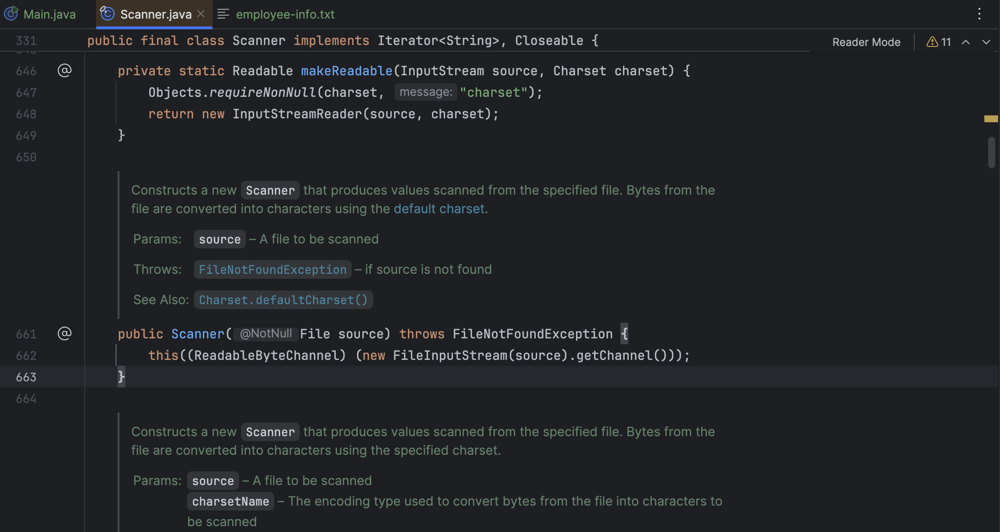 Main.java Scanner.java employee-info.txt
331 public final class Scanner implements Iterator<String>, Closeable { Reader Mode 11
646 @ private static Readable makeReadable(InputStream source, Charset charset) {
647 Objects.requireNonNull(charset, message: "charset");
648 return new InputStreamReader(source, charset);
649 }
650
Constructs a new Scanner that produces values scanned from the specified file. Bytes from the
file are converted into characters using the default charset.
Params: source – A file to be scanned
Throws: FileNotFoundException – if source is not found
See Also: Charset.defaultCharset()
661 @ public Scanner( @NotNull File source) throws FileNotFoundException {
662 this((ReadableByteChannel) (new FileInputStream(source).getChannel()));
663 }
664
Constructs a new Scanner that produces values scanned from the specified file. Bytes from the
file are converted into characters using the specified charset.
Params: source – A file to be scanned
charsetName – The encoding type used to convert bytes from the file into characters to
be scanned